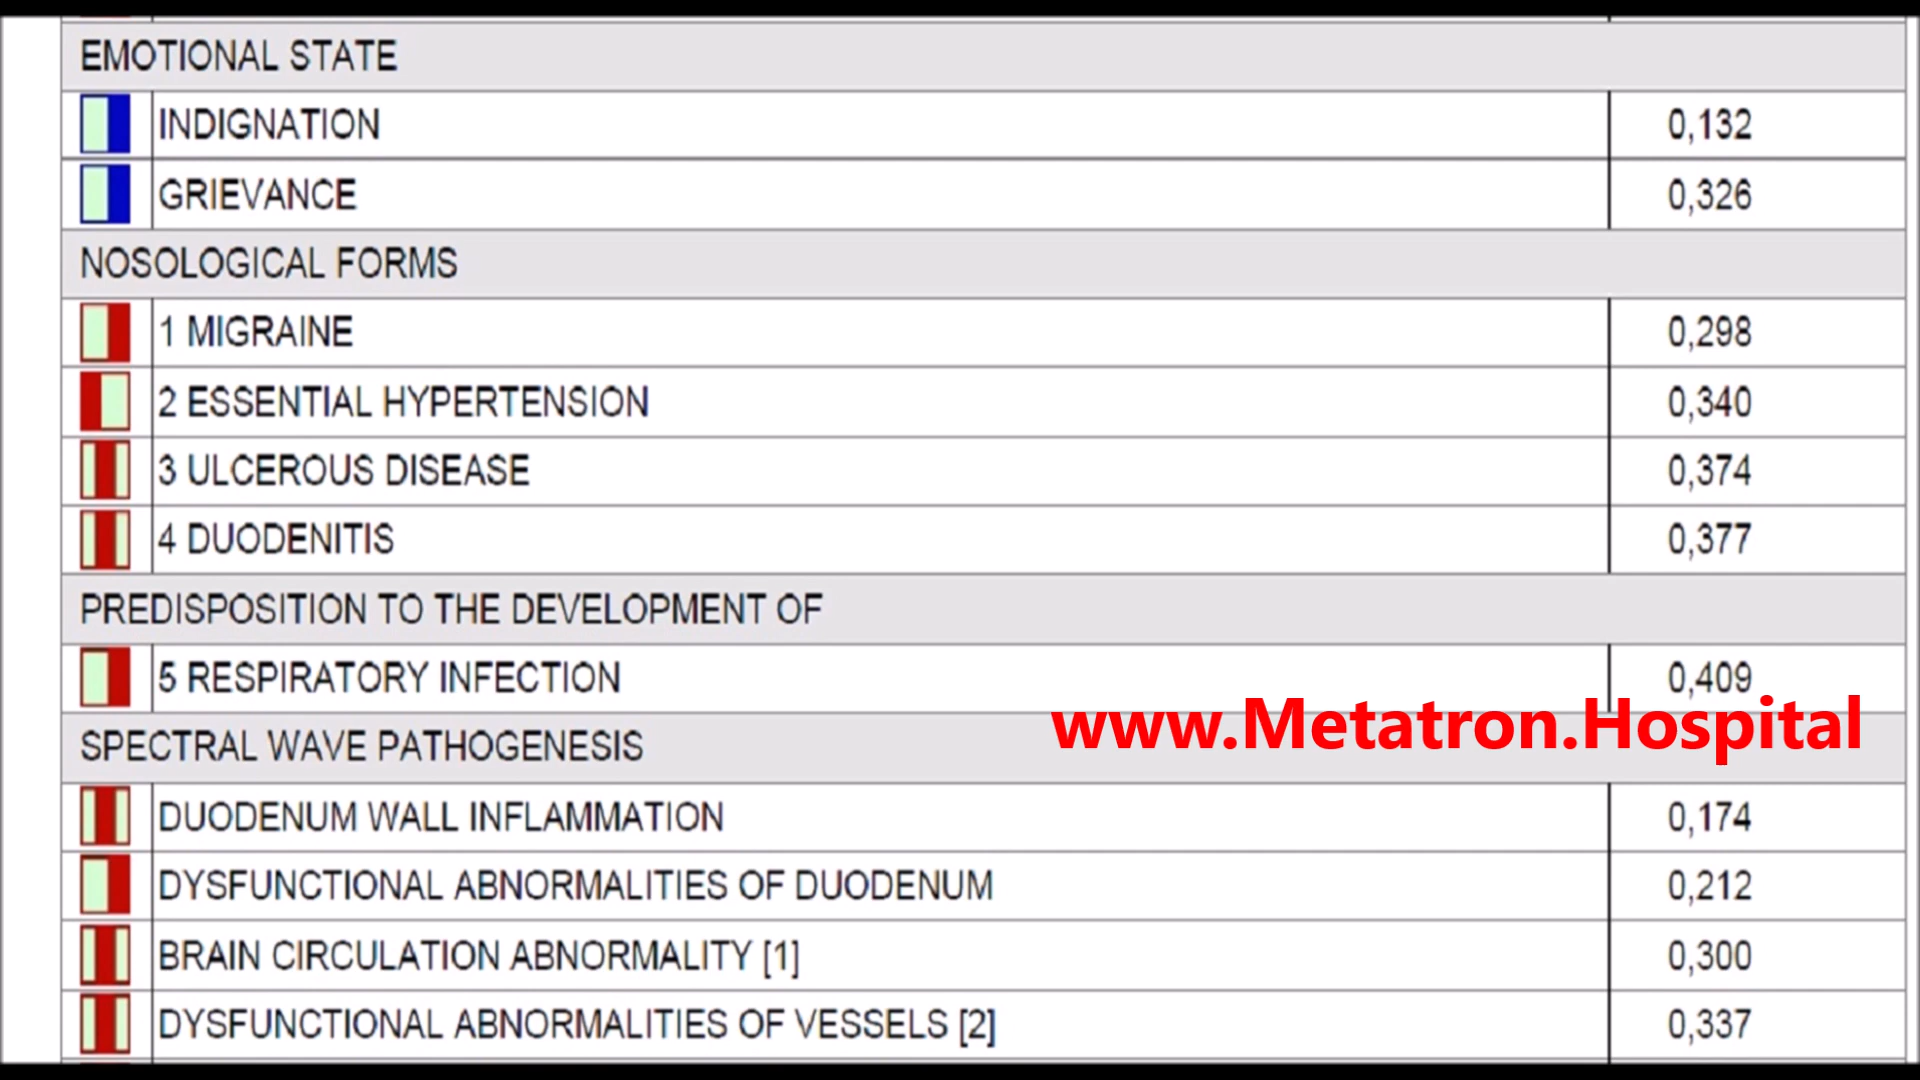 EMOTIONAL STATE
INDIGNATION 0,132
GRIEVANCE 0,326
NOSOLOGICAL FORMS
1 MIGRAINE 0,298
2 ESSENTIAL HYPERTENSION 0,340
3 ULCEROUS DISEASE 0,374
4 DUODENITIS 0,377
PREDISPOSITION TO THE DEVELOPMENT OF
5 RESPIRATORY INFECTION 0,409
www.Metatron.Hospital
SPECTRAL WAVE PATHOGENESIS
DUODENUM WALL INFLAMMATION 0,174
DYSFUNCTIONAL ABNORMALITIES OF DUODENUM 0,212
BRAIN CIRCULATION ABNORMALITY [1] 0,300
DYSFUNCTIONAL ABNORMALITIES OF VESSELS [2] 0,337